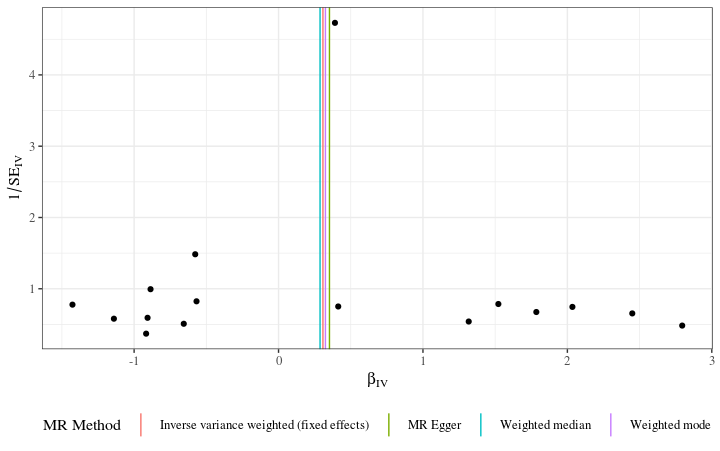 4
3
2
1
1/SE_IV
-1
0
1
2
3
β_IV
MR Method
Inverse variance weighted (fixed effects)
MR Egger
Weighted median
Weighted mode